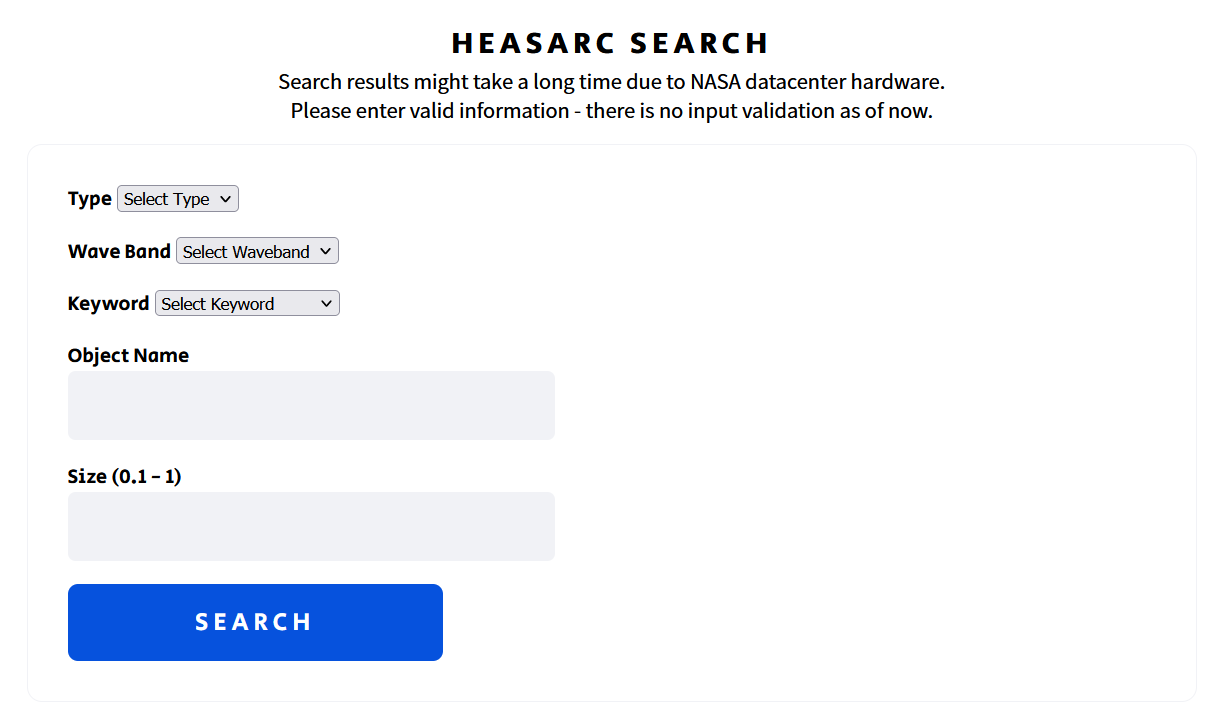 HEASARC SEARCH
Search results might take a long time due to NASA datacenter hardware.
Please enter valid information - there is no input validation as of now.
Type Select Type
Wave Band Select Waveband
Keyword Select Keyword
Object Name
Size (0.1 - 1)
SEARCH